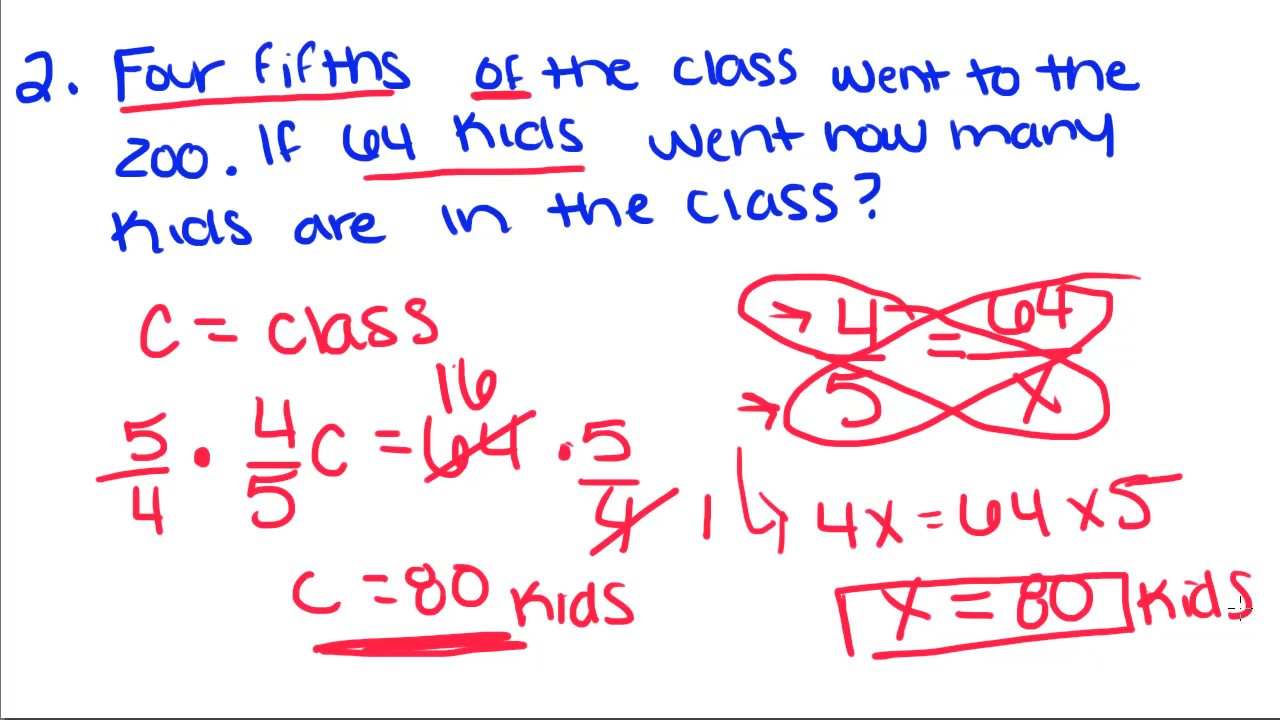 2. Four fifths of the class went to the
zoo. If 64 kids went how many
kids are in the class?
C = class
16
5/4 · 4/5 C = 64 · 5/4 1
C = 80 kids
4/5 = 64/x
4x = 64 x 5
x = 80 kids